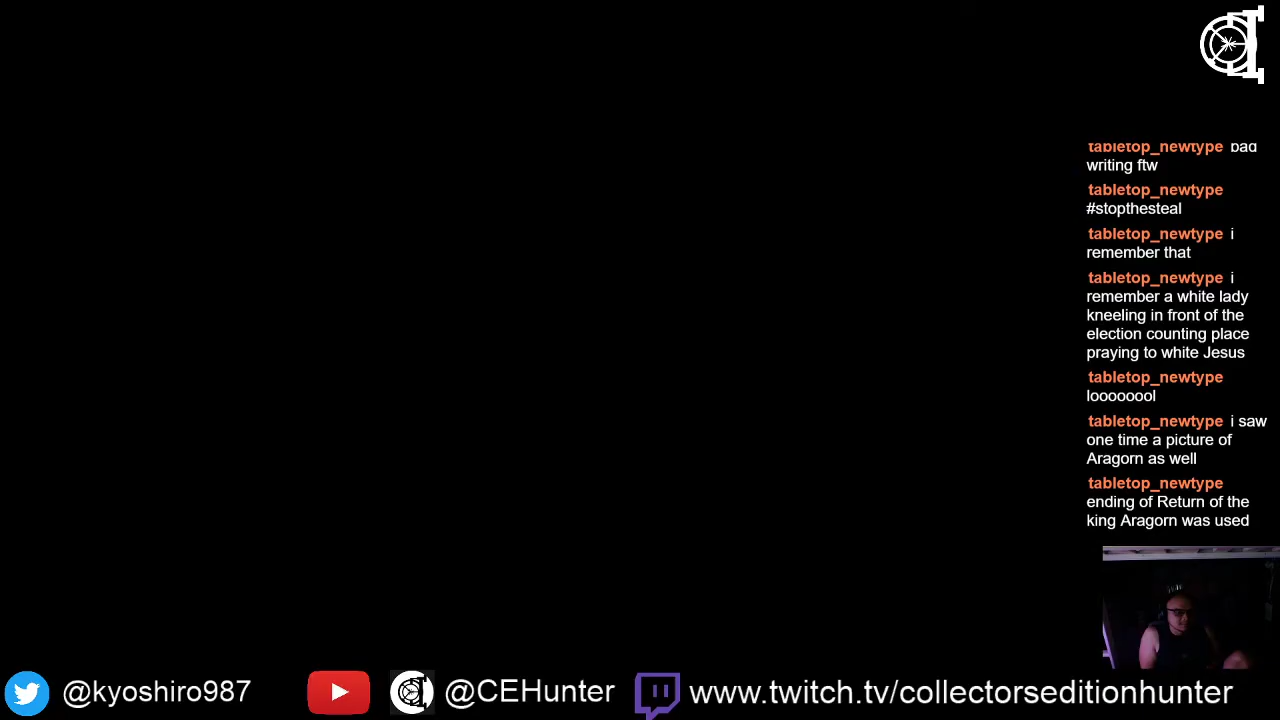 tabletop_newtype bad
writing ftw
tabletop_newtype
#stopthesteal
tabletop_newtype i
remember that
tabletop_newtype i
remember a white lady
kneeling in front of the
election counting place
praying to white Jesus
tabletop_newtype
looooool
tabletop_newtype i saw
one time a picture of
Aragorn as well
tabletop_newtype
ending of Return of the
king Aragorn was used
@kyoshiro987
@CEHunter
www.twitch.tv/collectorseditionhunter